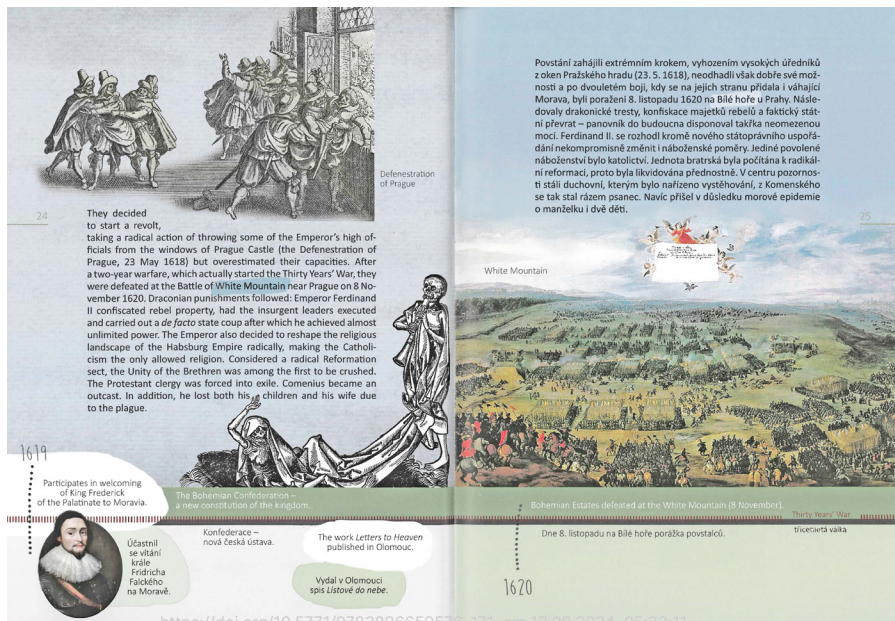 Defenestration
of Prague
24
They decided
to start a revolt,
taking a radical action of throwing some of the Emperor's high of-
ficials from the windows of Prague Castle (the Defenestration of
Prague, 23 May 1618) but overestimated their capacities. After
a two-year warfare, which actually started the Thirty Years' War, they
were defeated at the Battle of White Mountain near Prague on 8 No-
vember 1620. Draconian punishments followed: Emperor Ferdinand
II confiscated rebel property, had the insurgent leaders executed
and carried out a de facto state coup after which he achieved almost
unlimited power. The Emperor also decided to reshape the religious
landscape of the Habsburg Empire radically, making the Catholi-
cism the only allowed religion. Considered a radical Reformation
sect, the Unity of the Brethren was among the first to be crushed.
The Protestant clergy was forced into exile. Comenius became an
outcast. In addition, he lost both his children and his wife due
to the plague.
1619
Participates in welcoming
of King Frederick
of the Palatinate to Moravia.
The Bohemian Confederation –
a new constitution of the kingdom.
Účastnil
se vítání
krále
Fridricha
Falckého
na Moravě.
Konfederace –
nová česká ústava.
The work Letters to Heaven
published in Olomouc.
Vydal v Olomouci
spis Listové do nebe.
Povstání zahájili extrémním krokem, vyhozením vysokých úředníků
z oken Pražského hradu (23. 5. 1618), neodhadli však dobře své mož-
nosti a po dvouletém boji, kdy se na jejich stranu přidala i váhající
Morava, byli poraženi 8. listopadu 1620 na Bílé hoře u Prahy. Násle-
dovaly drakonické tresty, konfiskace majetků rebelů a faktický stát-
ní převrat – panovník do budoucna disponoval takřka neomezenou
mocí. Ferdinand II. se rozhodl kromě nového státoprávního uspořá-
dání nekompromisně změnit i náboženské poměry. Jediné povolené
náboženství bylo katolictví. Jednota bratrská byla počítána k radikál-
ní reformaci, proto byla likvidována přednostně. V centru pozornos-
ti stáli duchovní, kterým bylo nařízeno vystěhování, z Komenského
se tak stal rázem psanec. Navíc přišel v důsledku morové epidemie
o manželku i dvě děti.
25
White Mountain
Bohemian Estates defeated at the White Mountain (8 November).
Thirty Years' War
třicetiletá válka
Dne 8. listopadu na Bílé hoře porážka povstalců.
1620